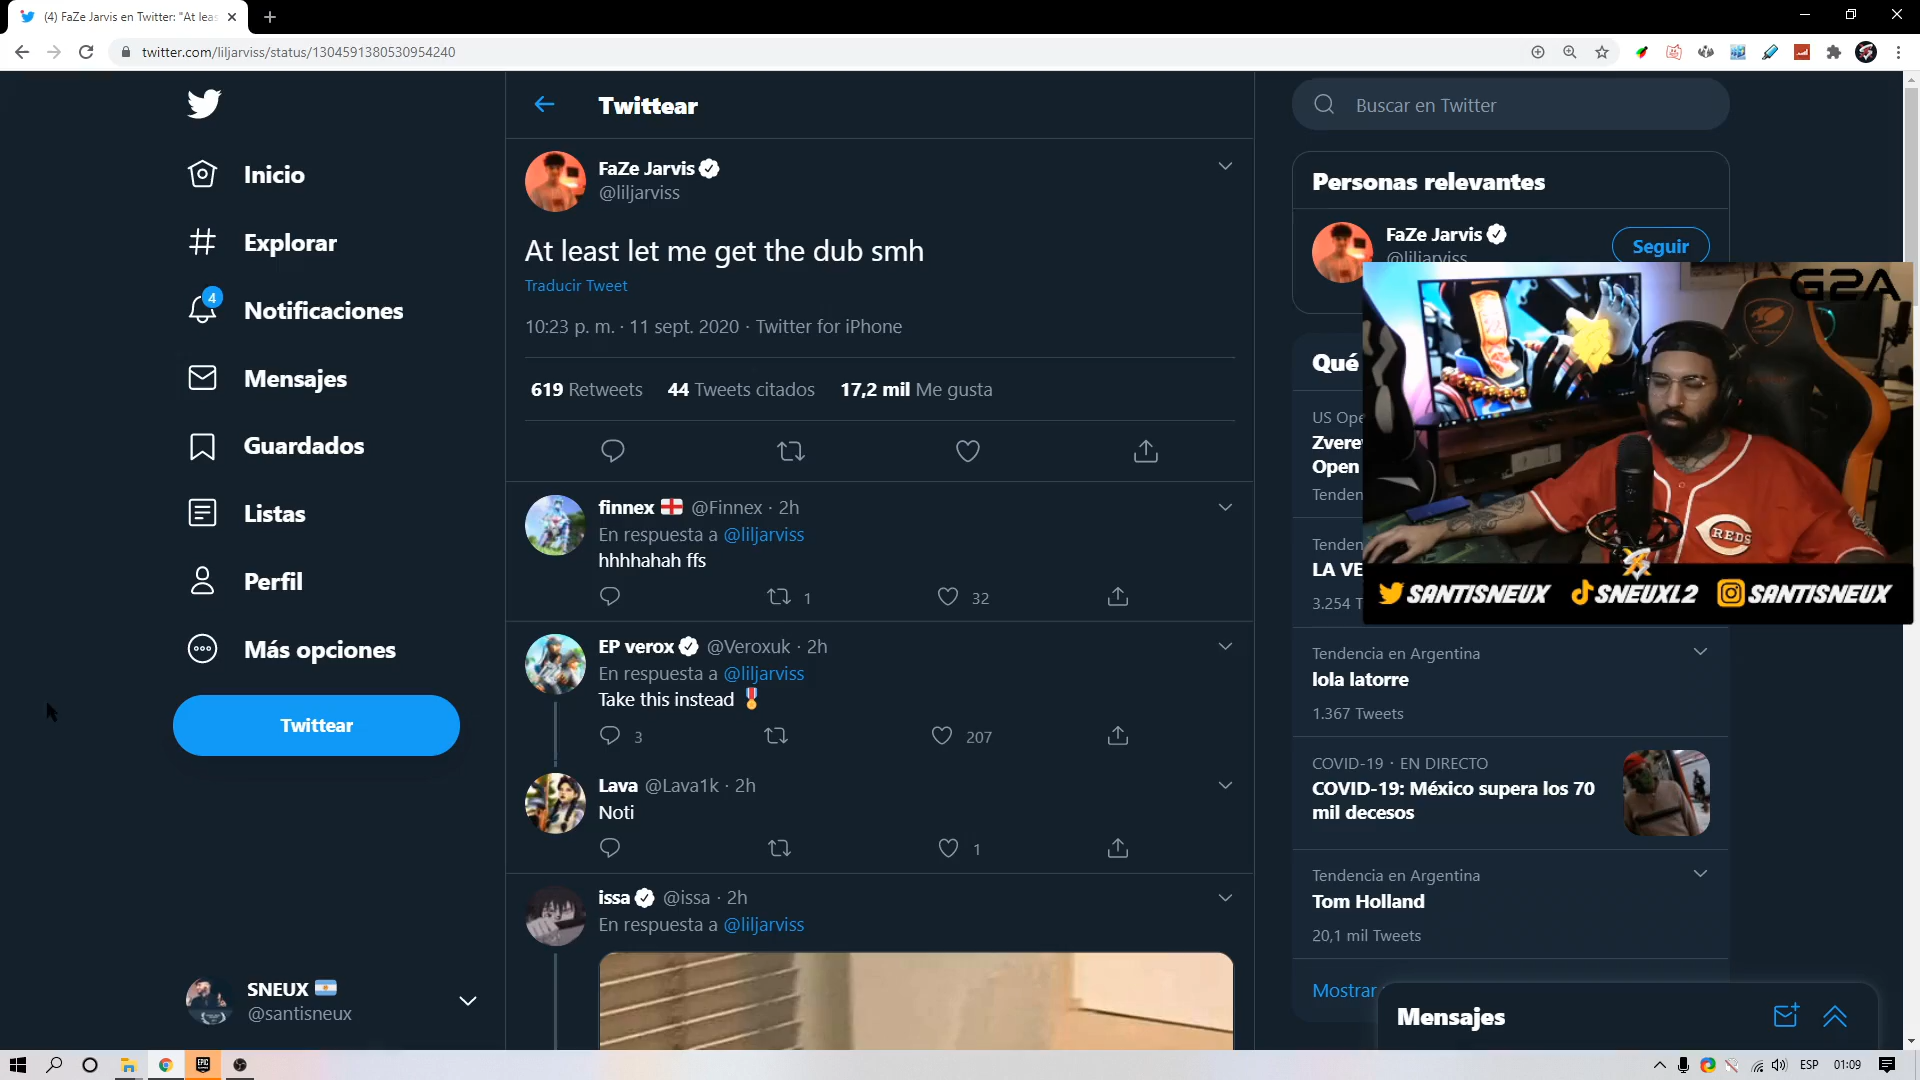 (4) FaZe Jarvis en Twitter: "At leas
twitter.com/liljarviss/status/1304591380530954240
Inicio
Explorar
4
Notificaciones
Mensajes
Guardados
Listas
Perfil
Más opciones
Twittear
SNEUX 🇦🇷
@santisneux
Twittear
FaZe Jarvis
@liljarviss
At least let me get the dub smh
Traducir Tweet
10:23 p. m. · 11 sept. 2020 · Twitter for iPhone
619 Retweets 44 Tweets citados 17,2 mil Me gusta
finnex 🏴󠁧󠁢󠁥󠁮󠁧󠁿 @Finnex · 2h
En respuesta a @liljarviss
hhhhahah ffs
1 32
EP verox @Veroxuk · 2h
En respuesta a @liljarviss
Take this instead 🎖
3 207
Lava @Lava1k · 2h
Noti
1
issa @issa · 2h
En respuesta a @liljarviss
Buscar en Twitter
Personas relevantes
FaZe Jarvis
@liljarviss
Seguir
G2A
REDS
SANTISNEUX SNEUXL2 SANTISNEUX
Qué
US Ope
Zvere
Open
Tenden
Tenden
LA VE
3.254 T
Tendencia en Argentina
lola latorre
1.367 Tweets
COVID-19 · EN DIRECTO
COVID-19: México supera los 70
mil decesos
Tendencia en Argentina
Tom Holland
20,1 mil Tweets
Mostrar
Mensajes
EPIC
ESP
01:09